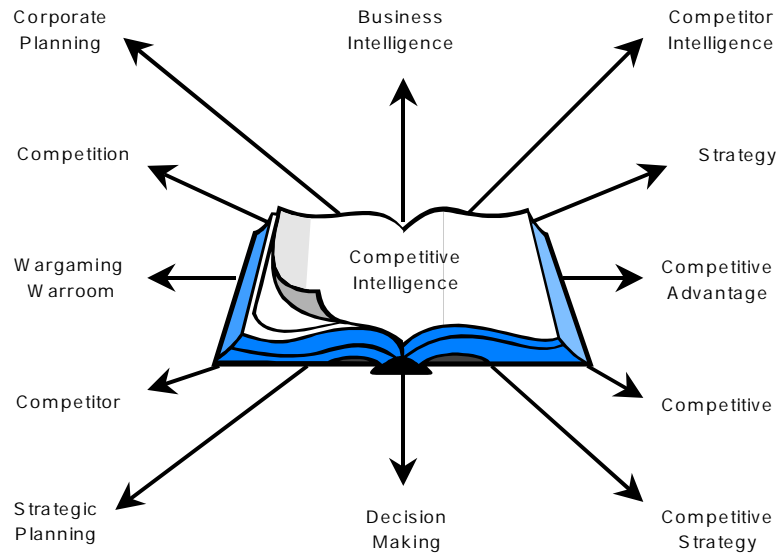 Corporate
Planning
Business
Intelligence
Competitor
Intelligence
Competition
Strategy
Wargaming
Warroom
Competitive
Intelligence
Competitive
Advantage
Competitor
Competitive
Strategic
Planning
Decision
Making
Competitive
Strategy